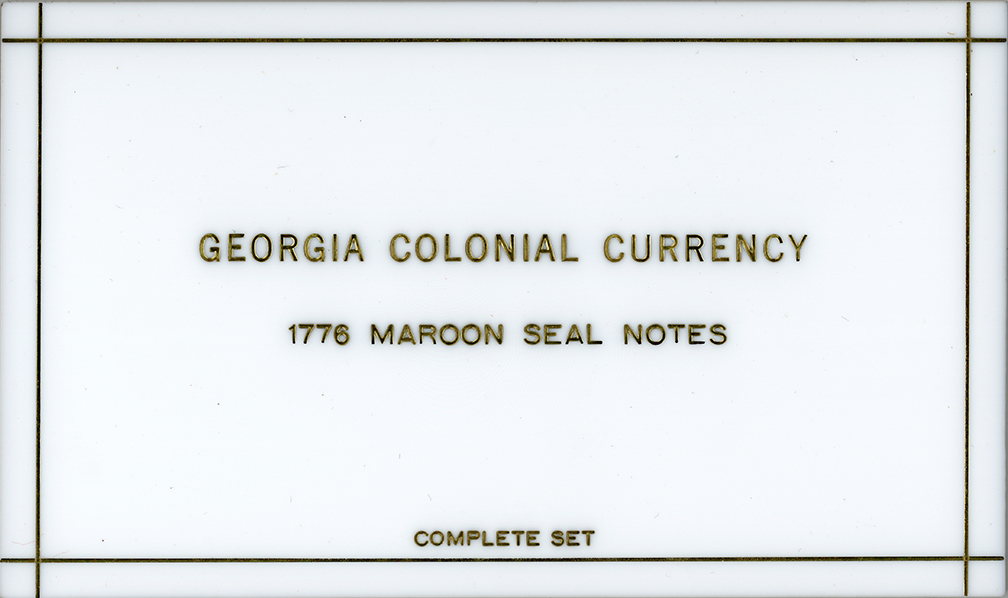 GEORGIA COLONIAL CURRENCY
1776 MAROON SEAL NOTES
COMPLETE SET